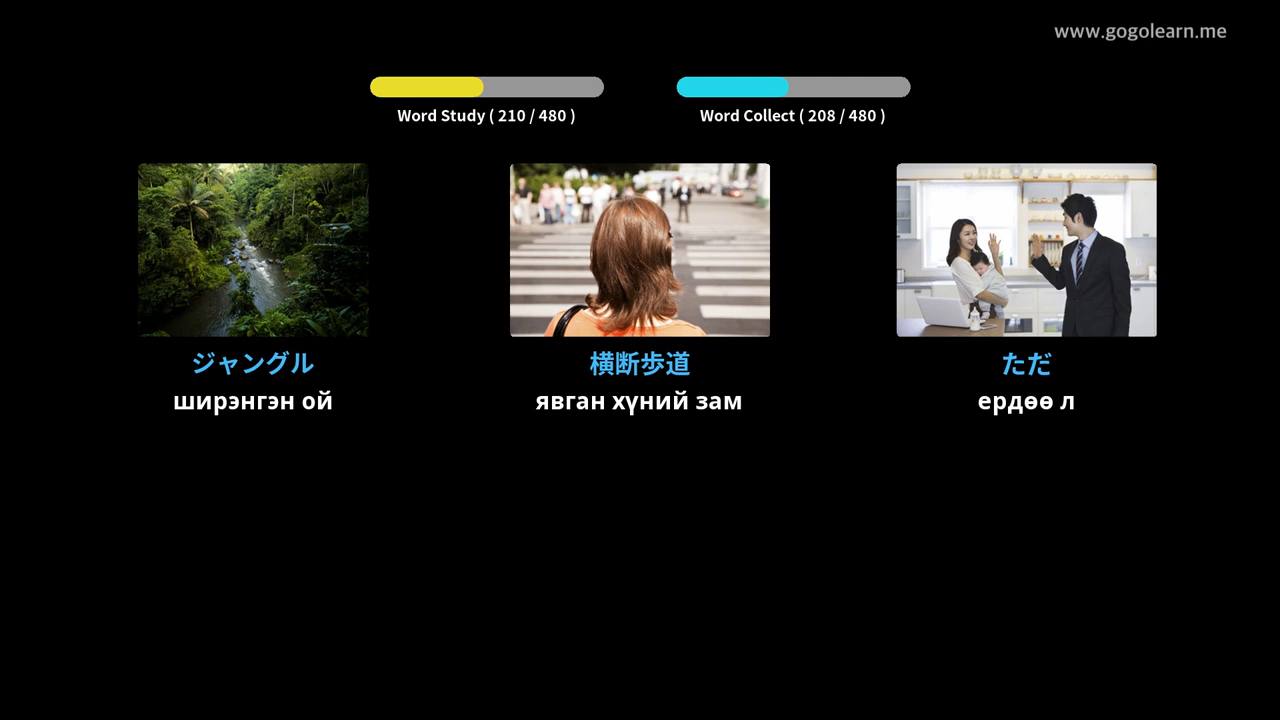 www.gogolearn.me
Word Study ( 210 / 480 )
Word Collect ( 208 / 480 )
ジャングル
横断歩道
ただ
ширэнгэн ой
явган хүний зам
ердөө л